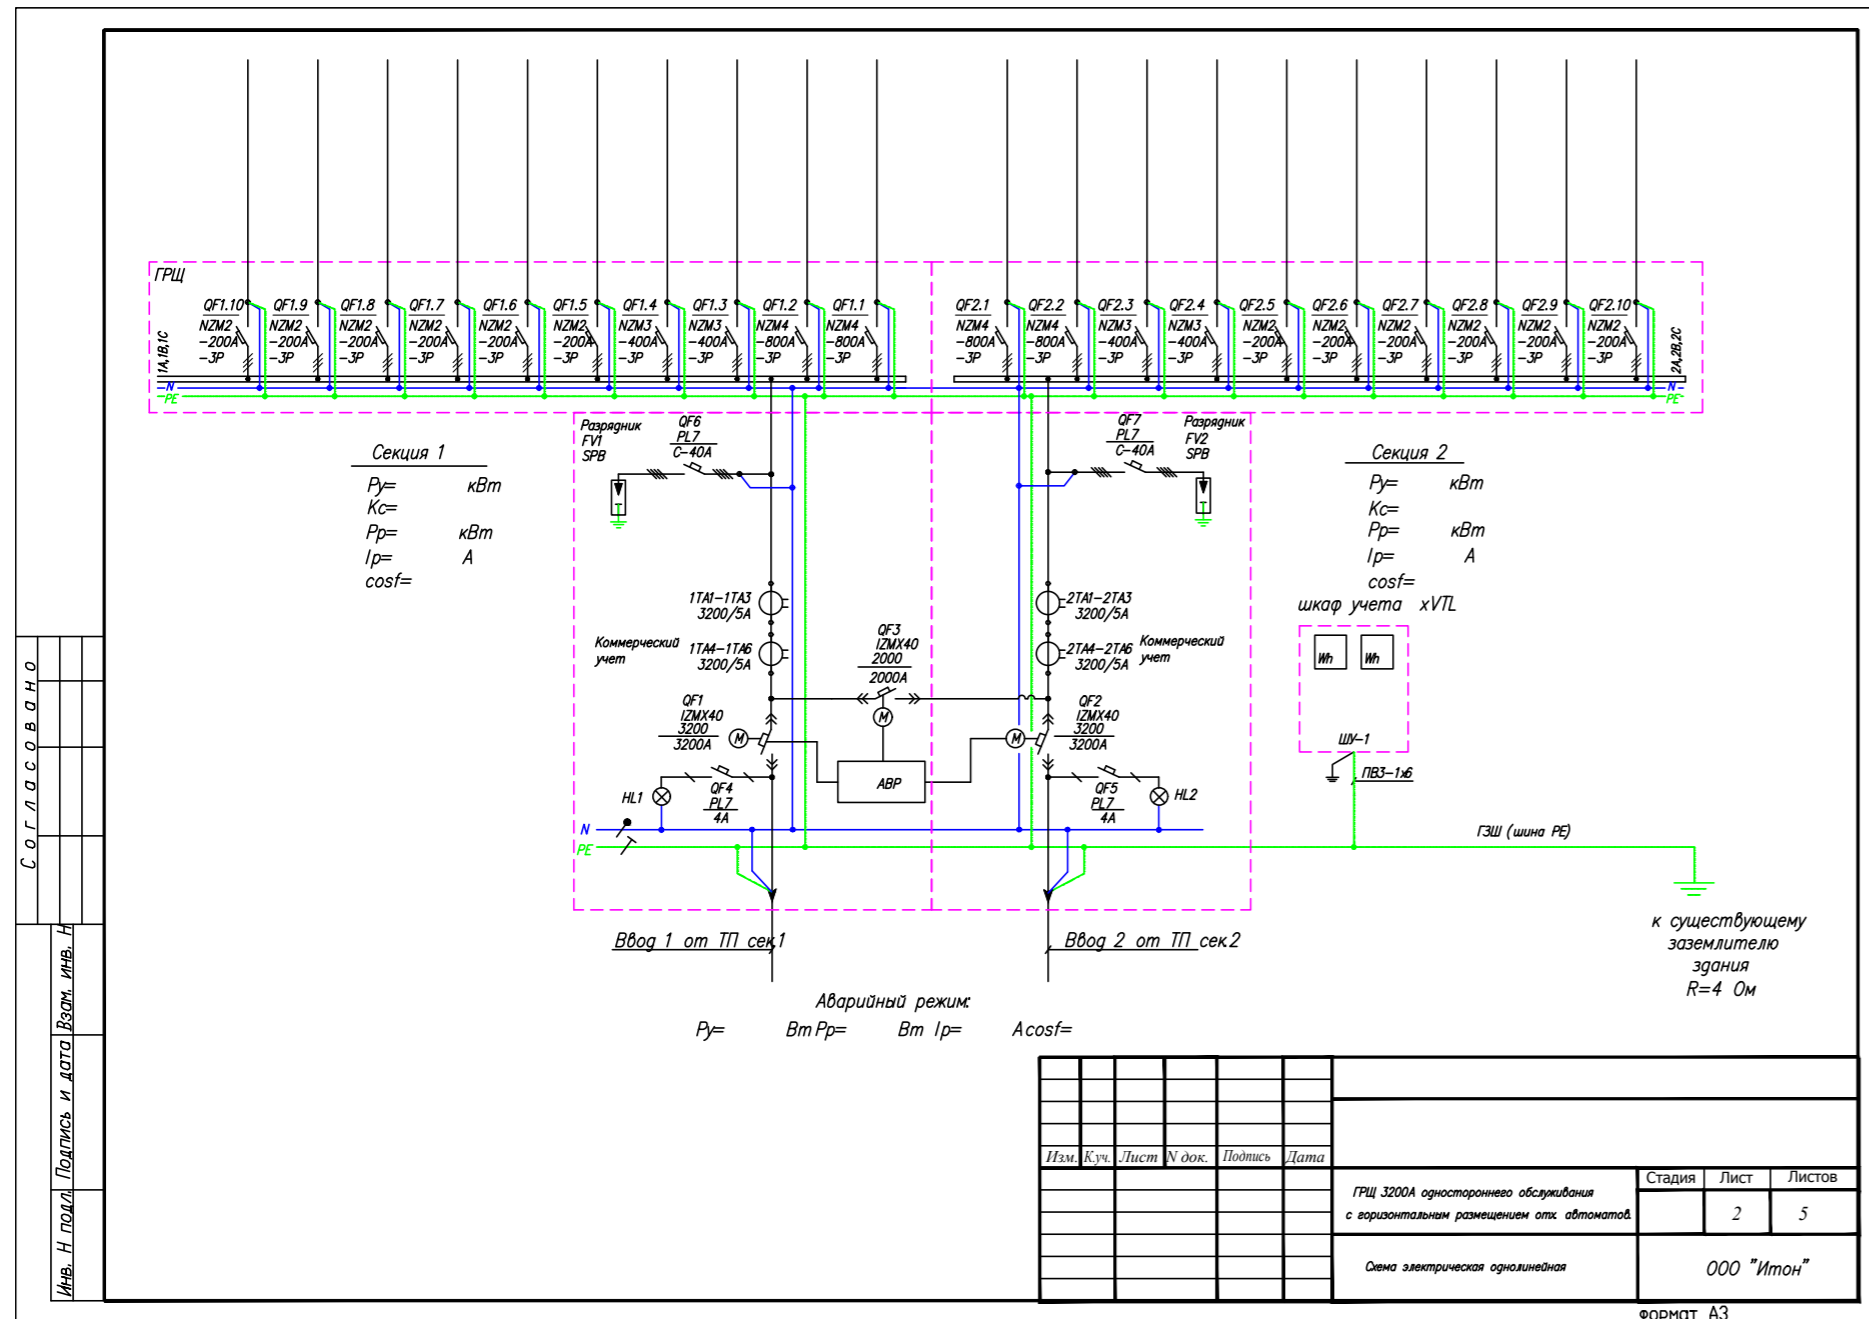 ГРЩ
QF1.10 QF1.9 QF1.8 QF1.7 QF1.6 QF1.5 QF1.4 QF1.3 QF1.2 QF1.1
NZM2 NZM2 NZM2 NZM2 NZM2 NZM2 NZM3 NZM3 NZM4 NZM4
-200A -200A -200A -200A -200A -200A -400A -400A -800A -800A
-3P -3P -3P -3P -3P -3P -3P -3P -3P -3P
1A,1B,1C
N
PE
QF2.1 QF2.2 QF2.3 QF2.4 QF2.5 QF2.6 QF2.7 QF2.8 QF2.9 QF2.10
NZM4 NZM4 NZM3 NZM3 NZM2 NZM2 NZM2 NZM2 NZM2 NZM2
-800A -800A -400A -400A -200A -200A -200A -200A -200A -200A
-3P -3P -3P -3P -3P -3P -3P -3P -3P -3P
2A,2B,2C
N
PE
Секция 1
Ру= кВт
Кс=
Рр= кВт
Iр= А
cosf=
Разрядник
FV1
SPB
QF6
PL7
C-40A
QF7
PL7
C-40A
Разрядник
FV2
SPB
Секция 2
Ру= кВт
Кс=
Рр= кВт
Iр= А
cosf=
шкаф учета xVTL
Wh Wh
ШУ-1
ПВ3-1х6
1TA1-1TA3
3200/5A
Коммерческий
учет
1TA4-1TA6
3200/5A
QF3
IZMX40
2000
2000A
M
2TA1-2TA3
3200/5A
2TA4-2TA6
3200/5A
Коммерческий
учет
QF1
IZMX40
3200
3200A
M
АВР
M
QF2
IZMX40
3200
3200A
HL1
QF4
PL7
4A
QF5
PL7
4A
HL2
N
PE
ГЗШ (шина РЕ)
Ввод 1 от ТП сек.1
Ввод 2 от ТП сек.2
к существующему
заземлителю
здания
R=4 Ом
Аварийный режим:
Ру= Вт Рр= Вт Iр= А cosf=
Согласовано
Взам. инв. Н
Подпись и дата
Инв. Н подл.
Изм. К.уч. Лист N док. Подпись Дата
ГРЩ 3200А одностороннего обслуживания
с горизонтальным размещением отх. автоматов.
Стадия Лист Листов
2 5
Схема электрическая однолинейная
ООО "Итон"
формат А3